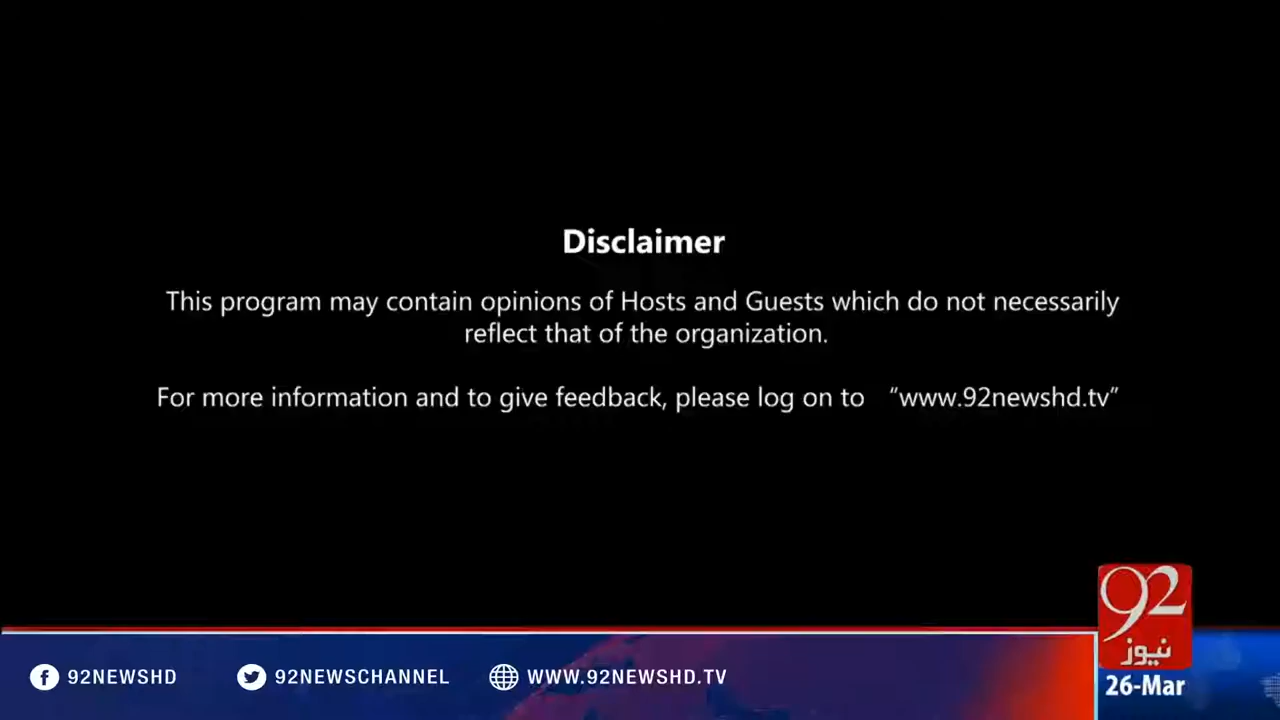 Disclaimer
This program may contain opinions of Hosts and Guests which do not necessarily
reflect that of the organization.
For more information and to give feedback, please log on to “www.92newshd.tv”
92
نیوز
92NEWSHD
92NEWSCHANNEL
WWW.92NEWSHD.TV
26-Mar